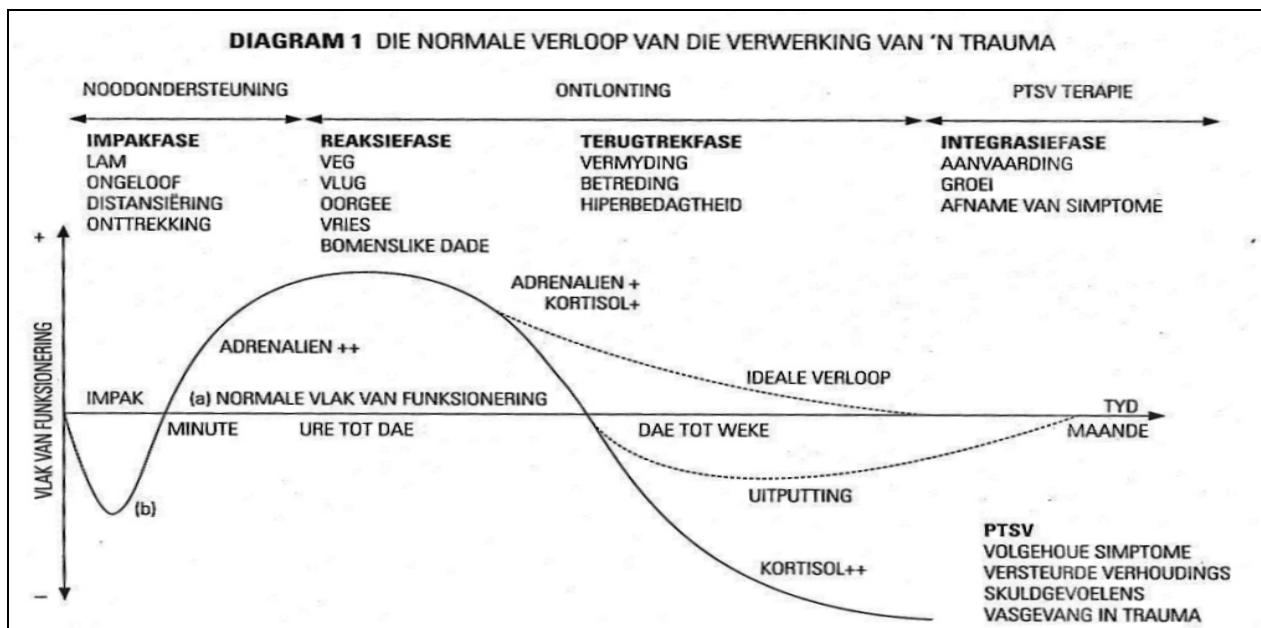 DIAGRAM 1 DIE NORMALE VERLOOP VAN DIE VERWERKING VAN 'N TRAUMA
NOODONDERSTEUNING
ONTLONTING
PTSV TERAPIE
IMPAKFASE
LAM
ONGELOOF
DISTANSIËRING
ONTTREKKING
REAKSIEFASE
VEG
VLUG
OORGEE
VRIES
BOMENSLIKE DADE
TERUGTREKFASE
VERMYDING
BETREDING
HIPERBEDAGTHEID
INTEGRASIEFASE
AANVAARDING
GROEI
AFNAME VAN SIMPTOME
+
VLAK VAN FUNKSIONERING
–
ADRENALIEN +
KORTISOL+
ADRENALIEN ++
IDEALE VERLOOP
IMPAK
(a) NORMALE VLAK VAN FUNKSIONERING
TYD
MINUTE
URE TOT DAE
DAE TOT WEKE
MAANDE
(b)
UITPUTTING
KORTISOL++
PTSV
VOLGEHOUE SIMPTOME
VERSTEURDE VERHOUDINGS
SKULDGEVOELENS
VASGEVANG IN TRAUMA